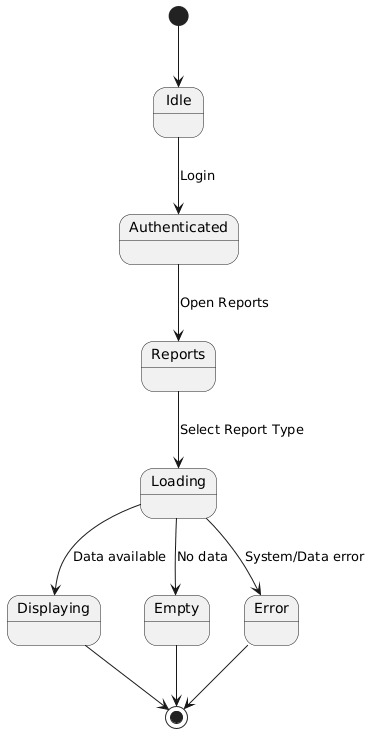 Idle
Login
Authenticated
Open Reports
Reports
Select Report Type
Loading
Data available
No data
System/Data error
Displaying
Empty
Error